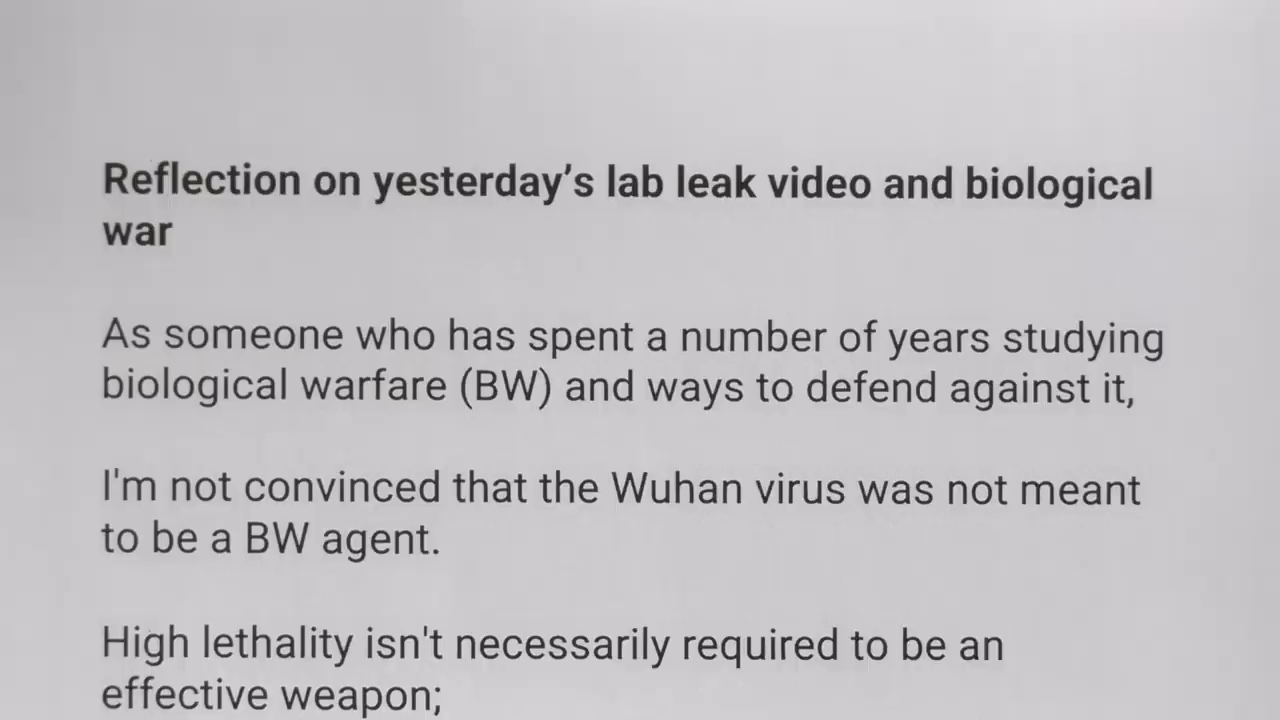 Reflection on yesterday’s lab leak video and biological
war
As someone who has spent a number of years studying
biological warfare (BW) and ways to defend against it,
I'm not convinced that the Wuhan virus was not meant
to be a BW agent.
High lethality isn't necessarily required to be an
effective weapon;